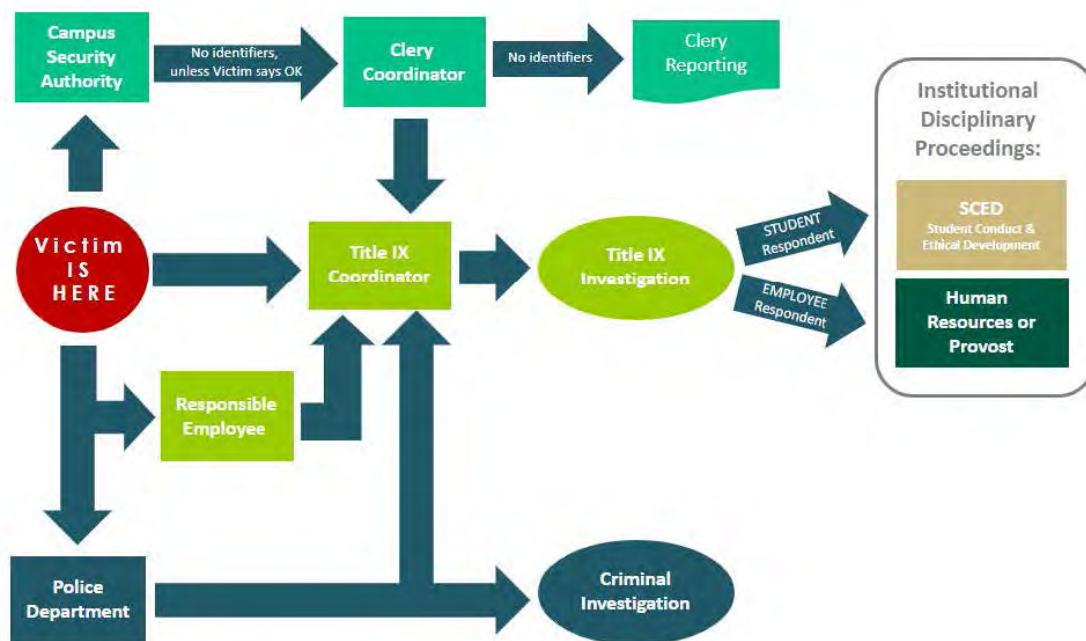 Campus
Security
Authority
No identifiers,
unless Victim says OK
Clery
Coordinator
No identifiers
Clery
Reporting
Institutional
Disciplinary
Proceedings:
SCED
Student Conduct &
Ethical Development
Human
Resources or
Provost
Victim
IS
HERE
Title IX
Coordinator
Title IX
Investigation
STUDENT
Respondent
EMPLOYEE
Respondent
Responsible
Employee
Police
Department
Criminal
Investigation